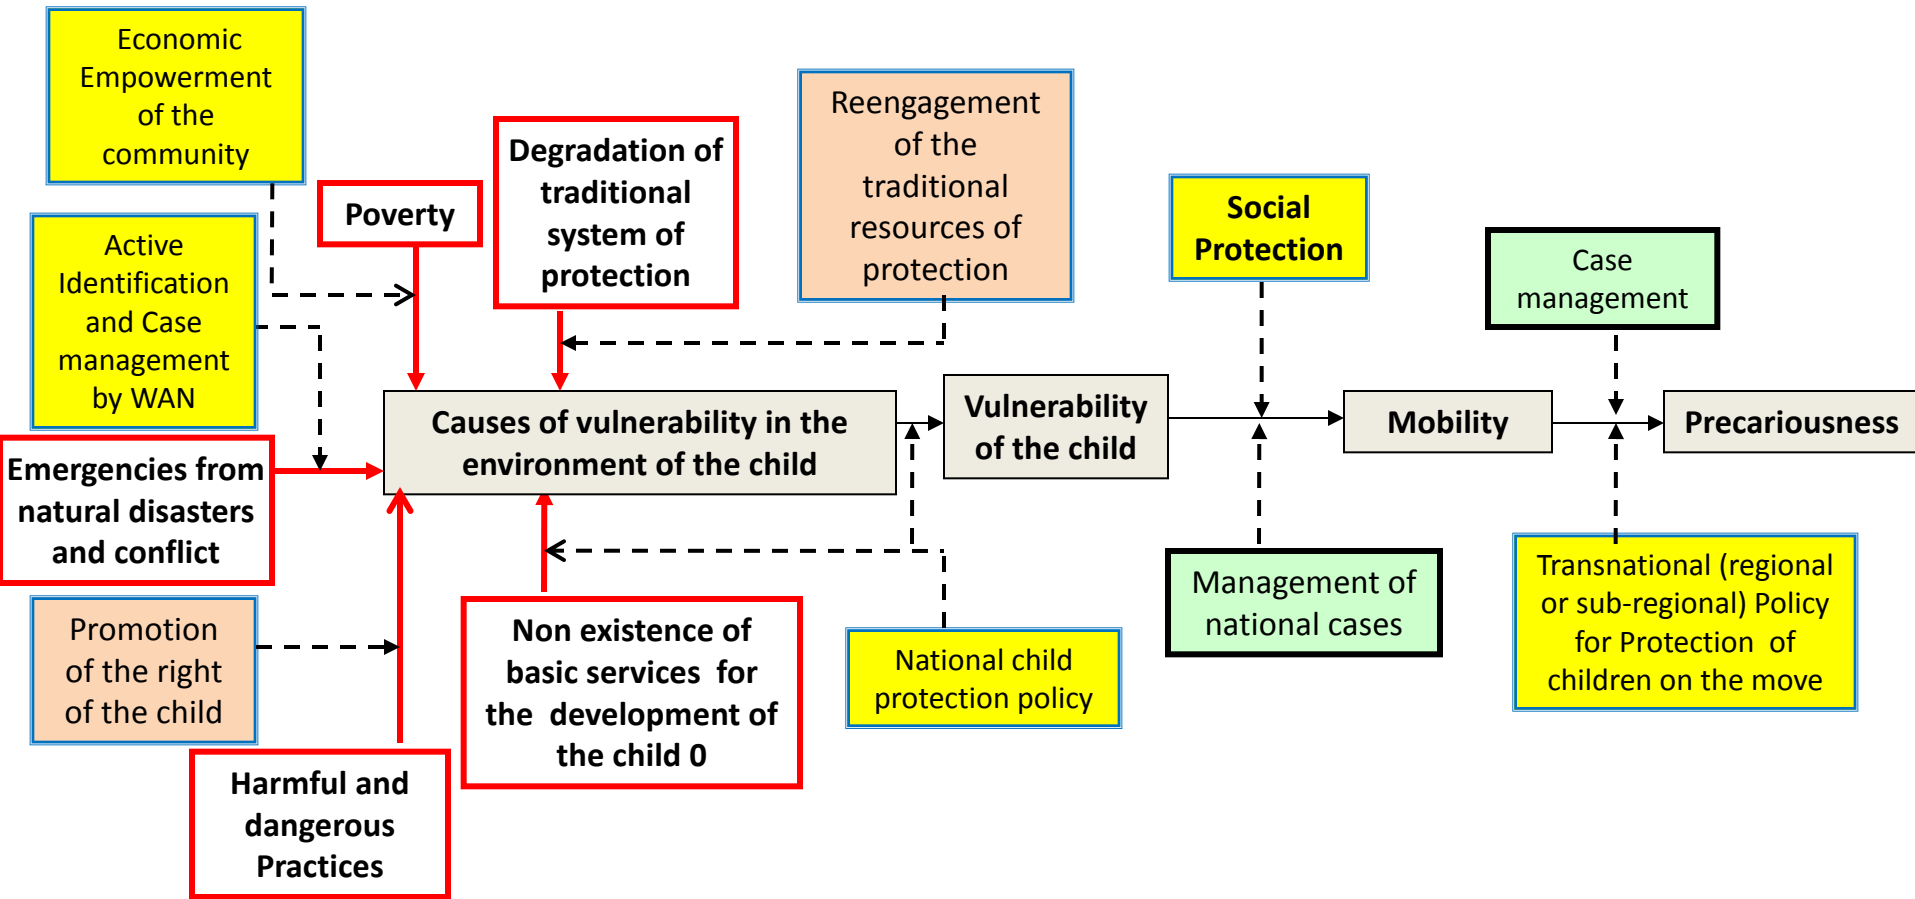 Economic
Empowerment
of the
community
Poverty
Degradation of
traditional
system of
protection
Reengagement
of the
traditional
resources of
protection
Social
Protection
Case
management
Active
Identification
and Case
management
by WAN
Causes of vulnerability in the
environment of the child
Vulnerability
of the child
Mobility
Precariousness
Emergencies from
natural disasters
and conflict
Promotion
of the right
of the child
Harmful and
dangerous
Practices
Non existence of
basic services  for
the  development of
the child 0
National child
protection policy
Management of
national cases
Transnational (regional
or sub-regional) Policy
for Protection  of
children on the move